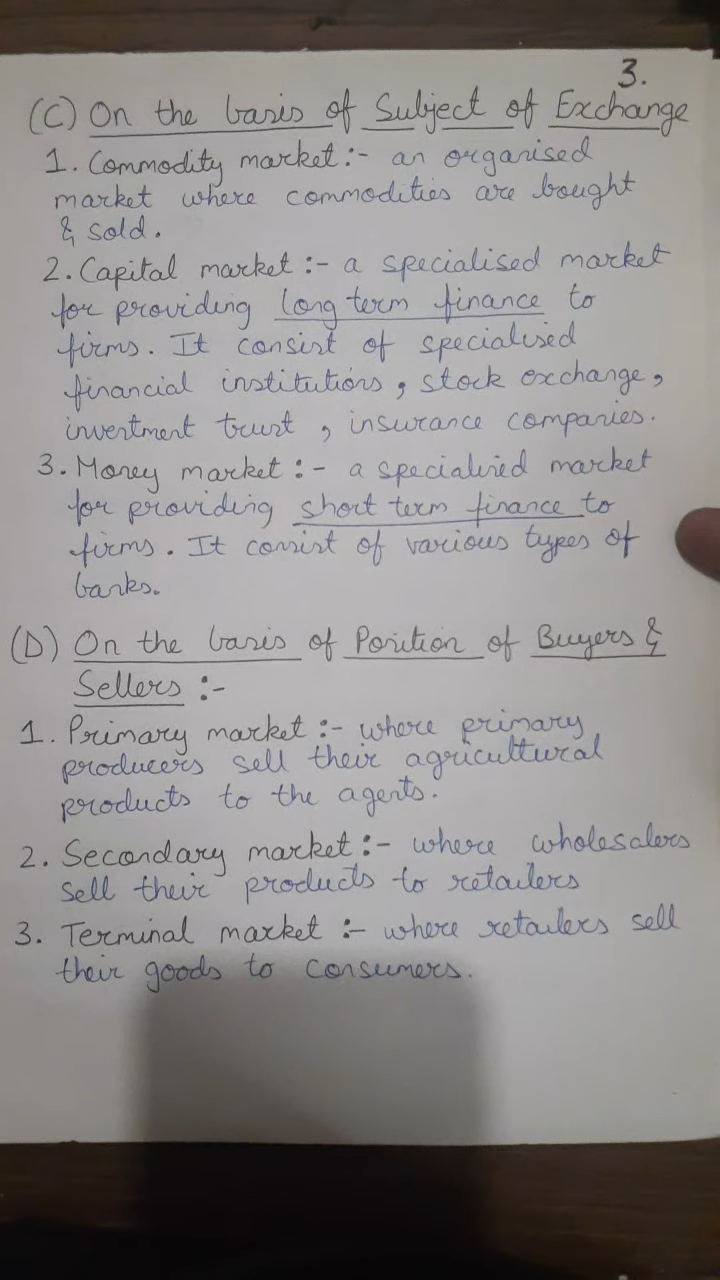 3.
(C) On the basis of Subject of Exchange
1. Commodity market :- an organised
market where commodities are bought
& sold.
2. Capital market :- a specialised market
for providing long term finance to
firms. It consist of specialised
financial institutions, stock exchange,
investment trust, insurance companies.
3. Money market :- a specialised market
for providing short term finance to
firms. It consist of various types of
banks.
(D) On the basis of Position of Buyers &
Sellers :-
1. Primary market :- where primary
producers sell their agricultural
products to the agents.
2. Secondary market :- where wholesalers
sell their products to retailers
3. Terminal market :- where retailers sell
their goods to consumers.